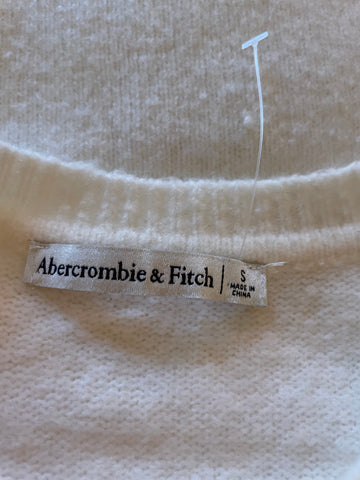 Abercrombie & Fitch
S
MADE IN
CHINA